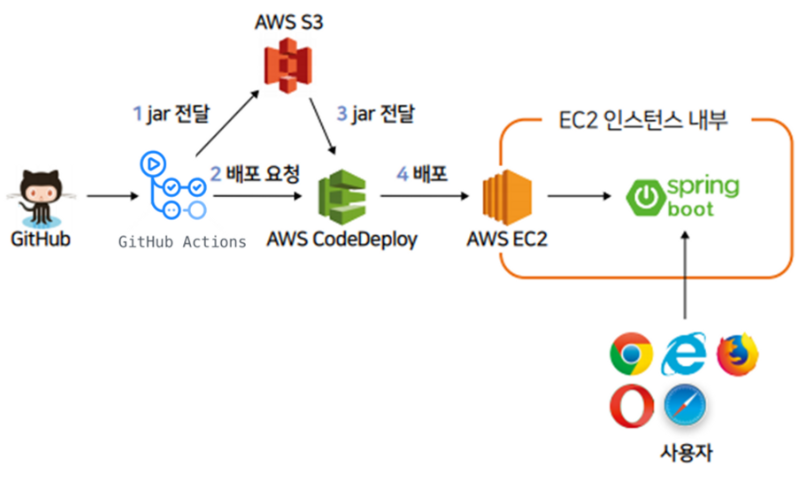 AWS S3
1 jar 전달
3 jar 전달
EC2 인스턴스 내부
2 배포 요청
4 배포
spring
boot
GitHub
GitHub Actions
AWS CodeDeploy
AWS EC2
사용자